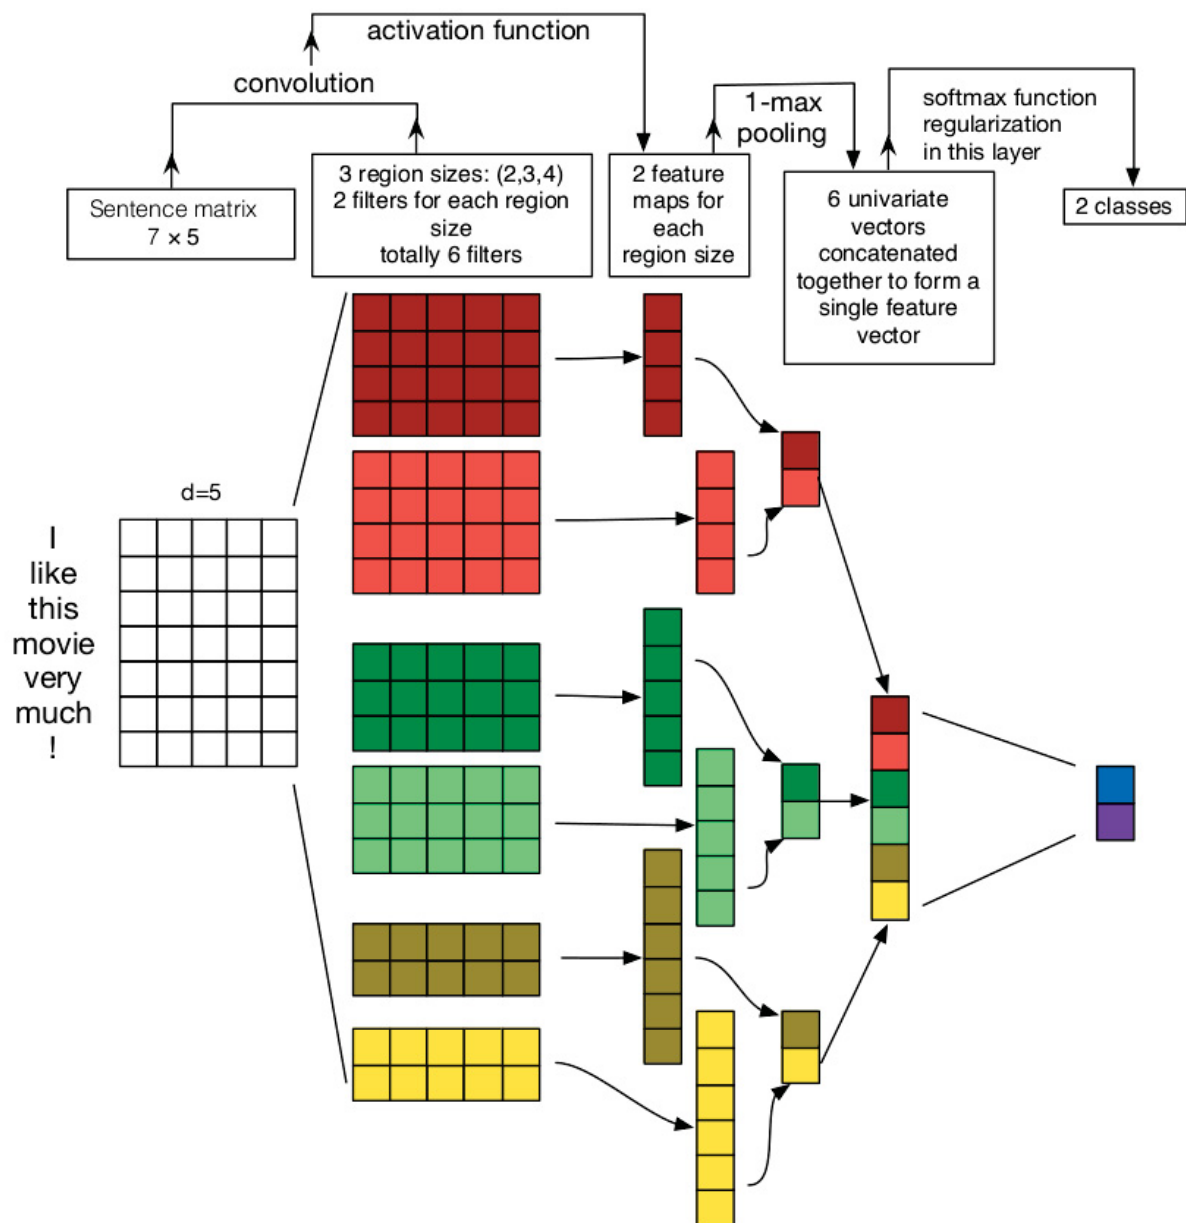 activation function
convolution
1-max
pooling
softmax function
regularization
in this layer
Sentence matrix
7 × 5
3 region sizes: (2,3,4)
2 filters for each region
size
totally 6 filters
2 feature
maps for
each
region size
6 univariate
vectors
concatenated
together to form a
single feature
vector
2 classes
d=5
I
like
this
movie
very
much
!